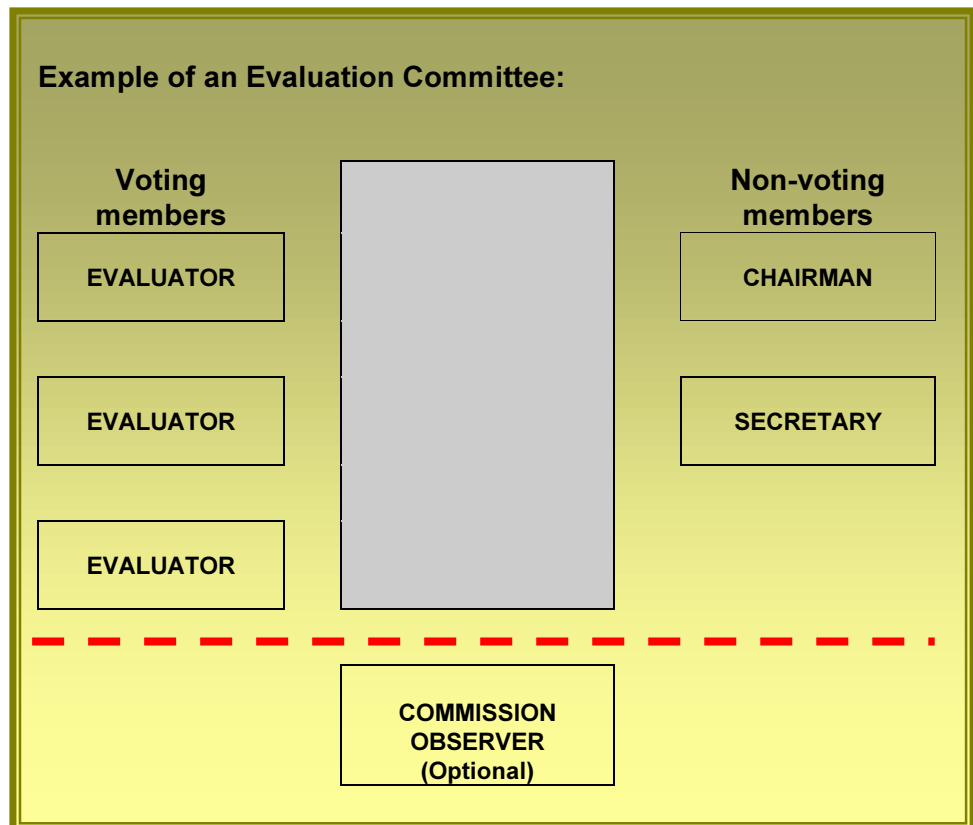 Example of an Evaluation Committee:
Voting
members
Non-voting
members
EVALUATOR
CHAIRMAN
EVALUATOR
SECRETARY
EVALUATOR
COMMISSION
OBSERVER
(Optional)